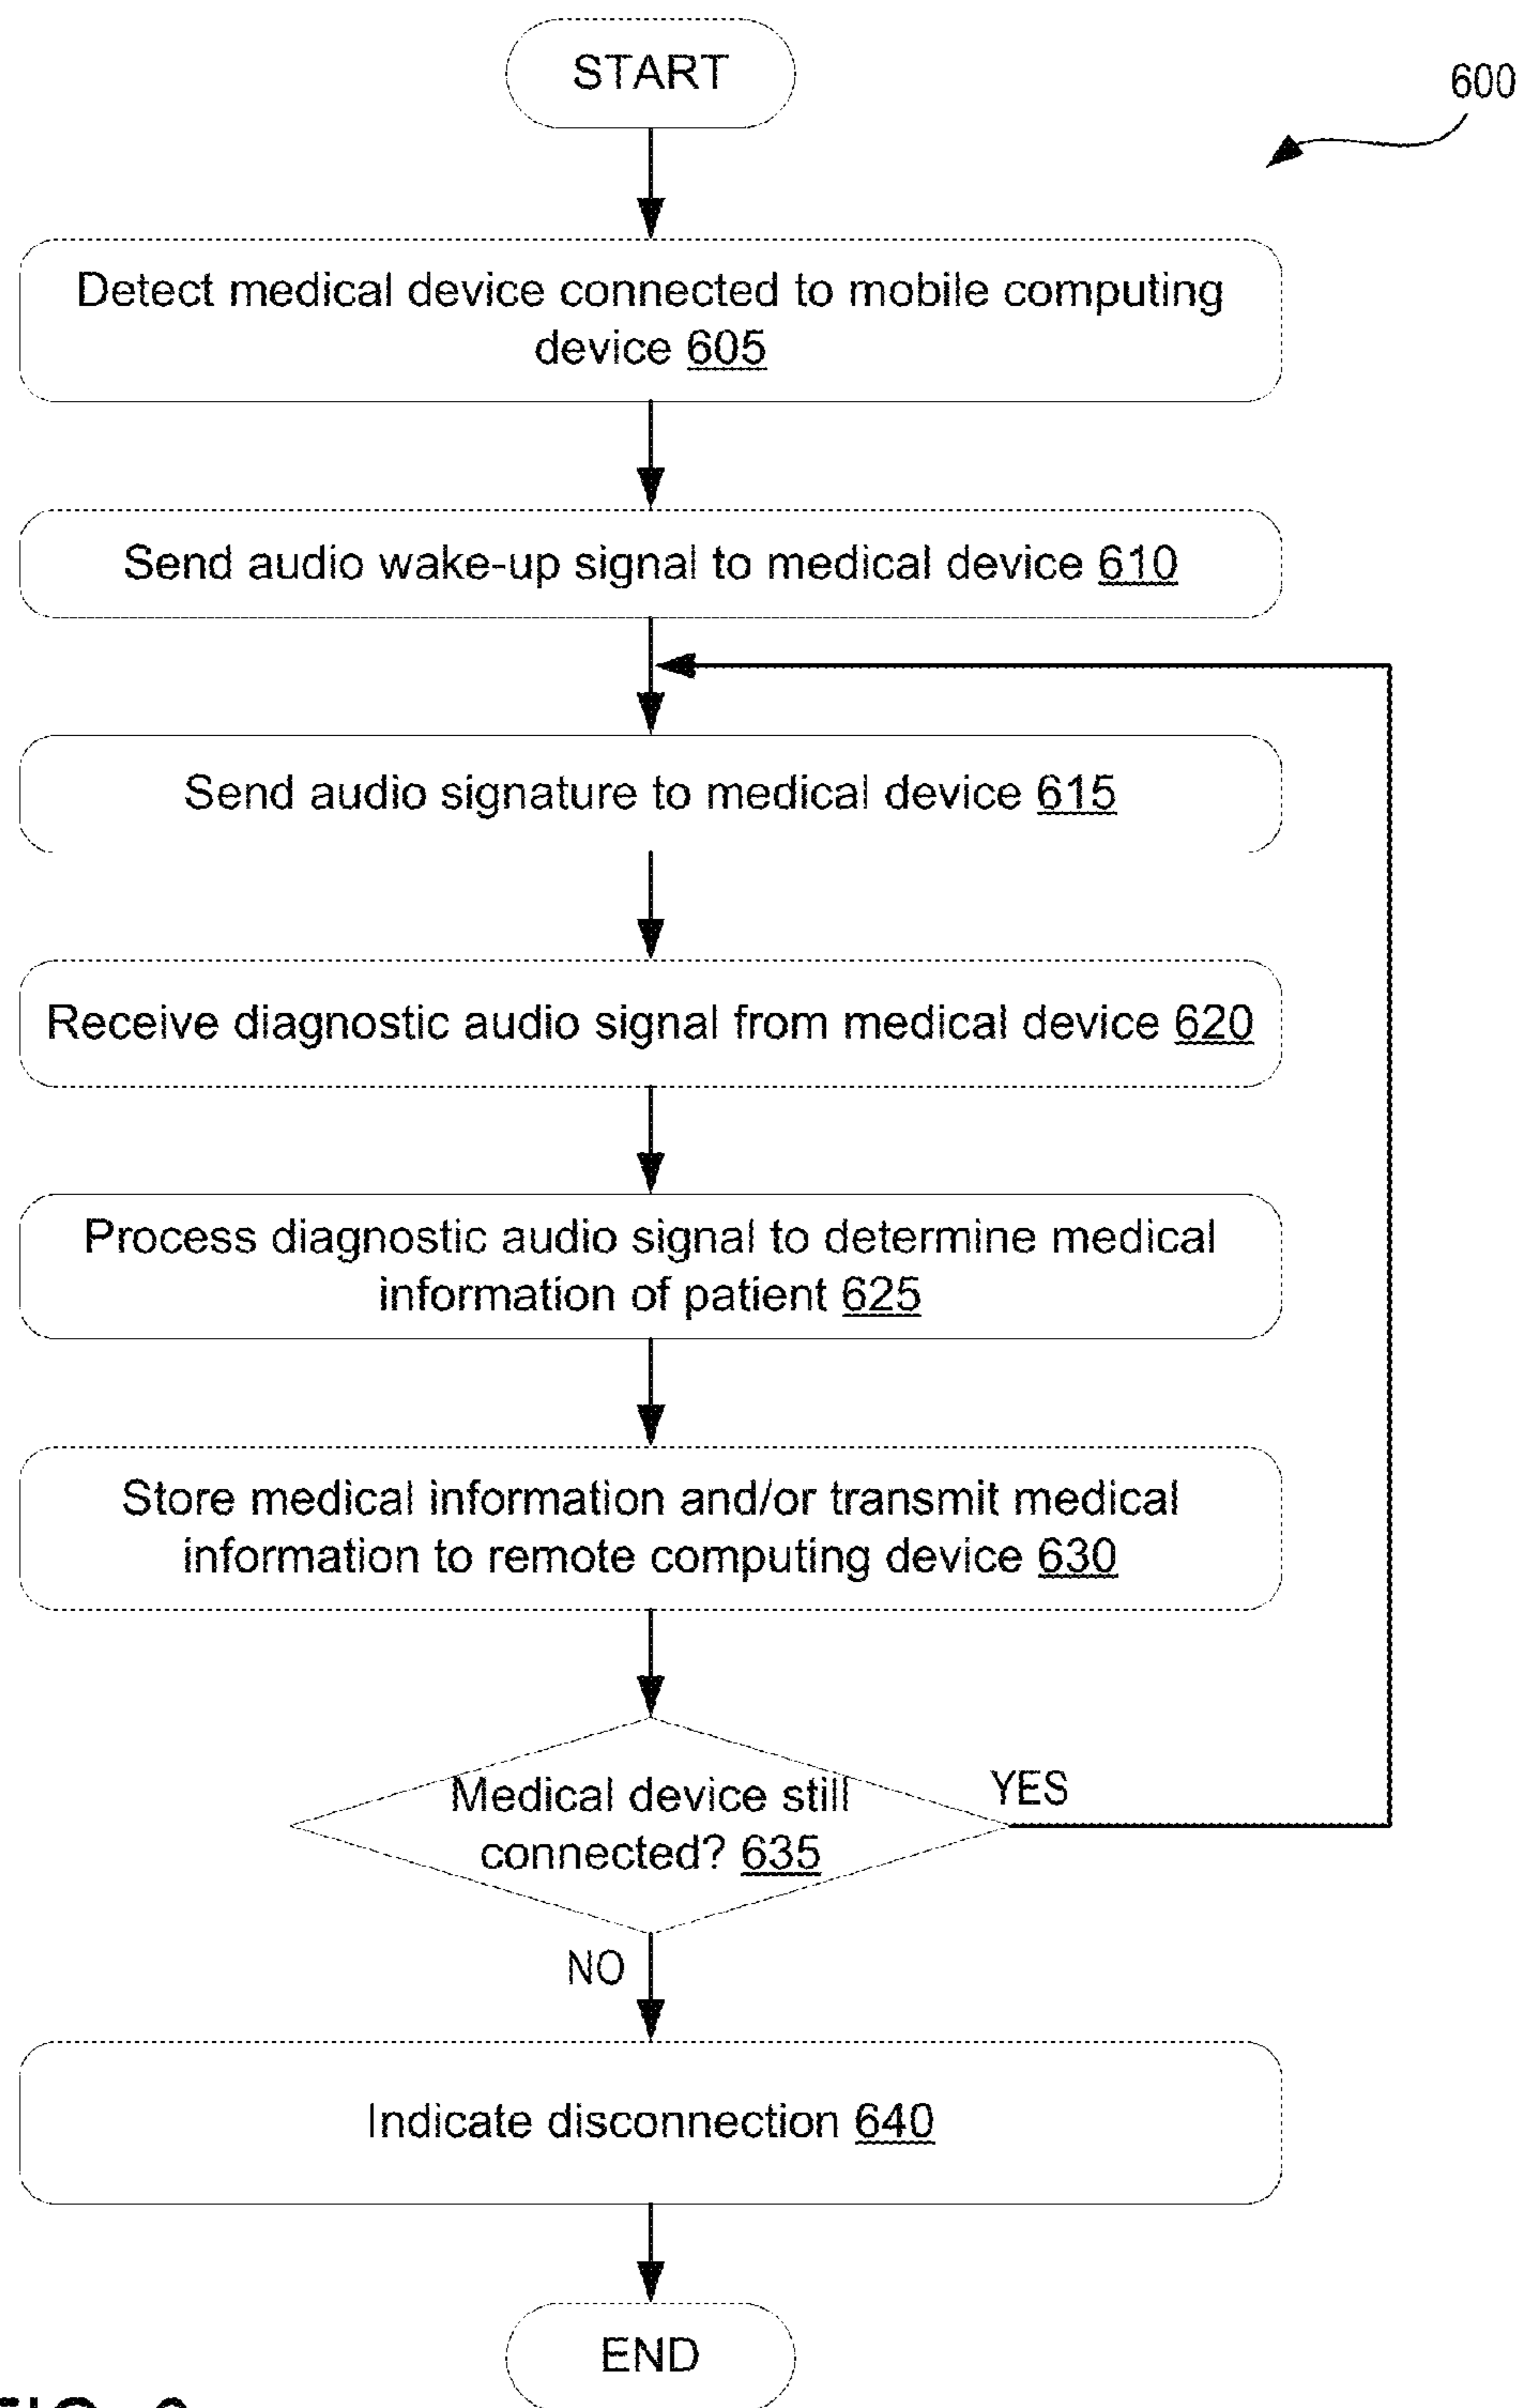 START
600
Detect medical device connected to mobile computing
device 605
Send audio wake-up signal to medical device 610
Send audio signature to medical device 615
Receive diagnostic audio signal from medical device 620
Process diagnostic audio signal to determine medical
information of patient 625
Store medical information and/or transmit medical
information to remote computing device 630
Medical device still
connected? 635
YES
NO
Indicate disconnection 640
END